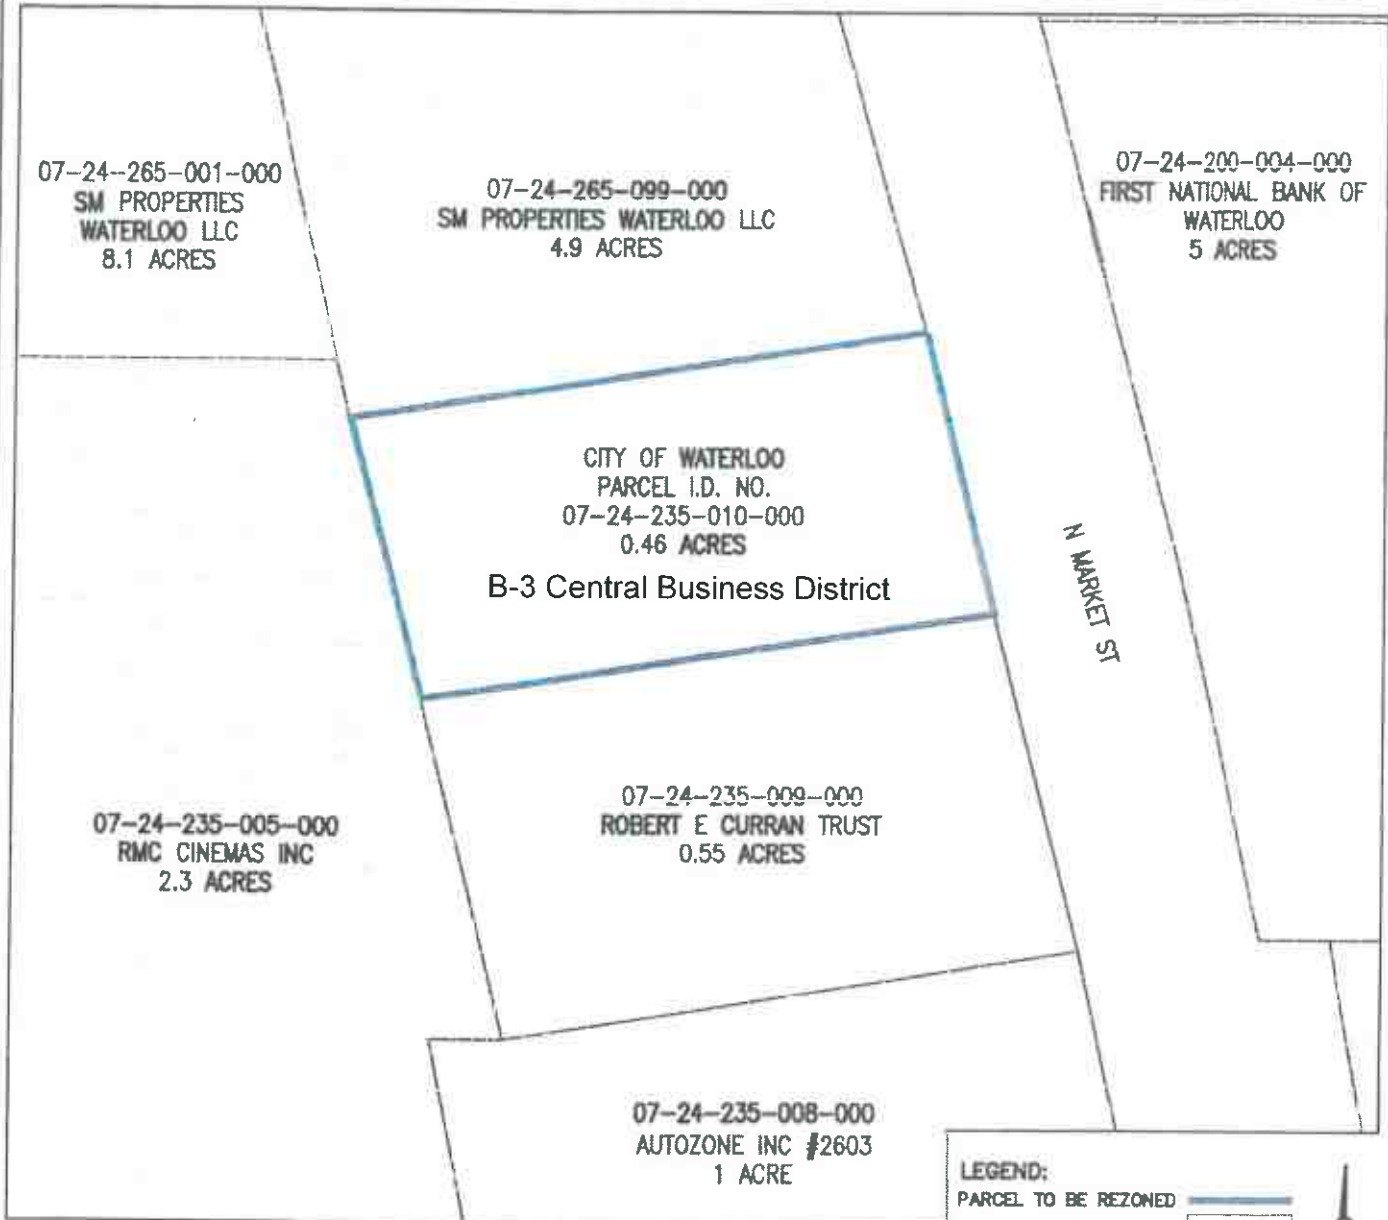 07-24-265-001-000
SM PROPERTIES
WATERLOO LLC
8.1 ACRES
07-24-265-099-000
SM PROPERTIES WATERLOO LLC
4.9 ACRES
07-24-200-004-000
FIRST NATIONAL BANK OF
WATERLOO
5 ACRES
CITY OF WATERLOO
PARCEL I.D. NO.
07-24-235-010-000
0.46 ACRES
B-3 Central Business District
N MARKET ST
07-24-235-005-000
RMC CINEMAS INC
2.3 ACRES
07-24-235-009-000
ROBERT E CURRAN TRUST
0.55 ACRES
07-24-235-008-000
AUTOZONE INC #2603
1 ACRE
LEGEND:
PARCEL TO BE REZONED